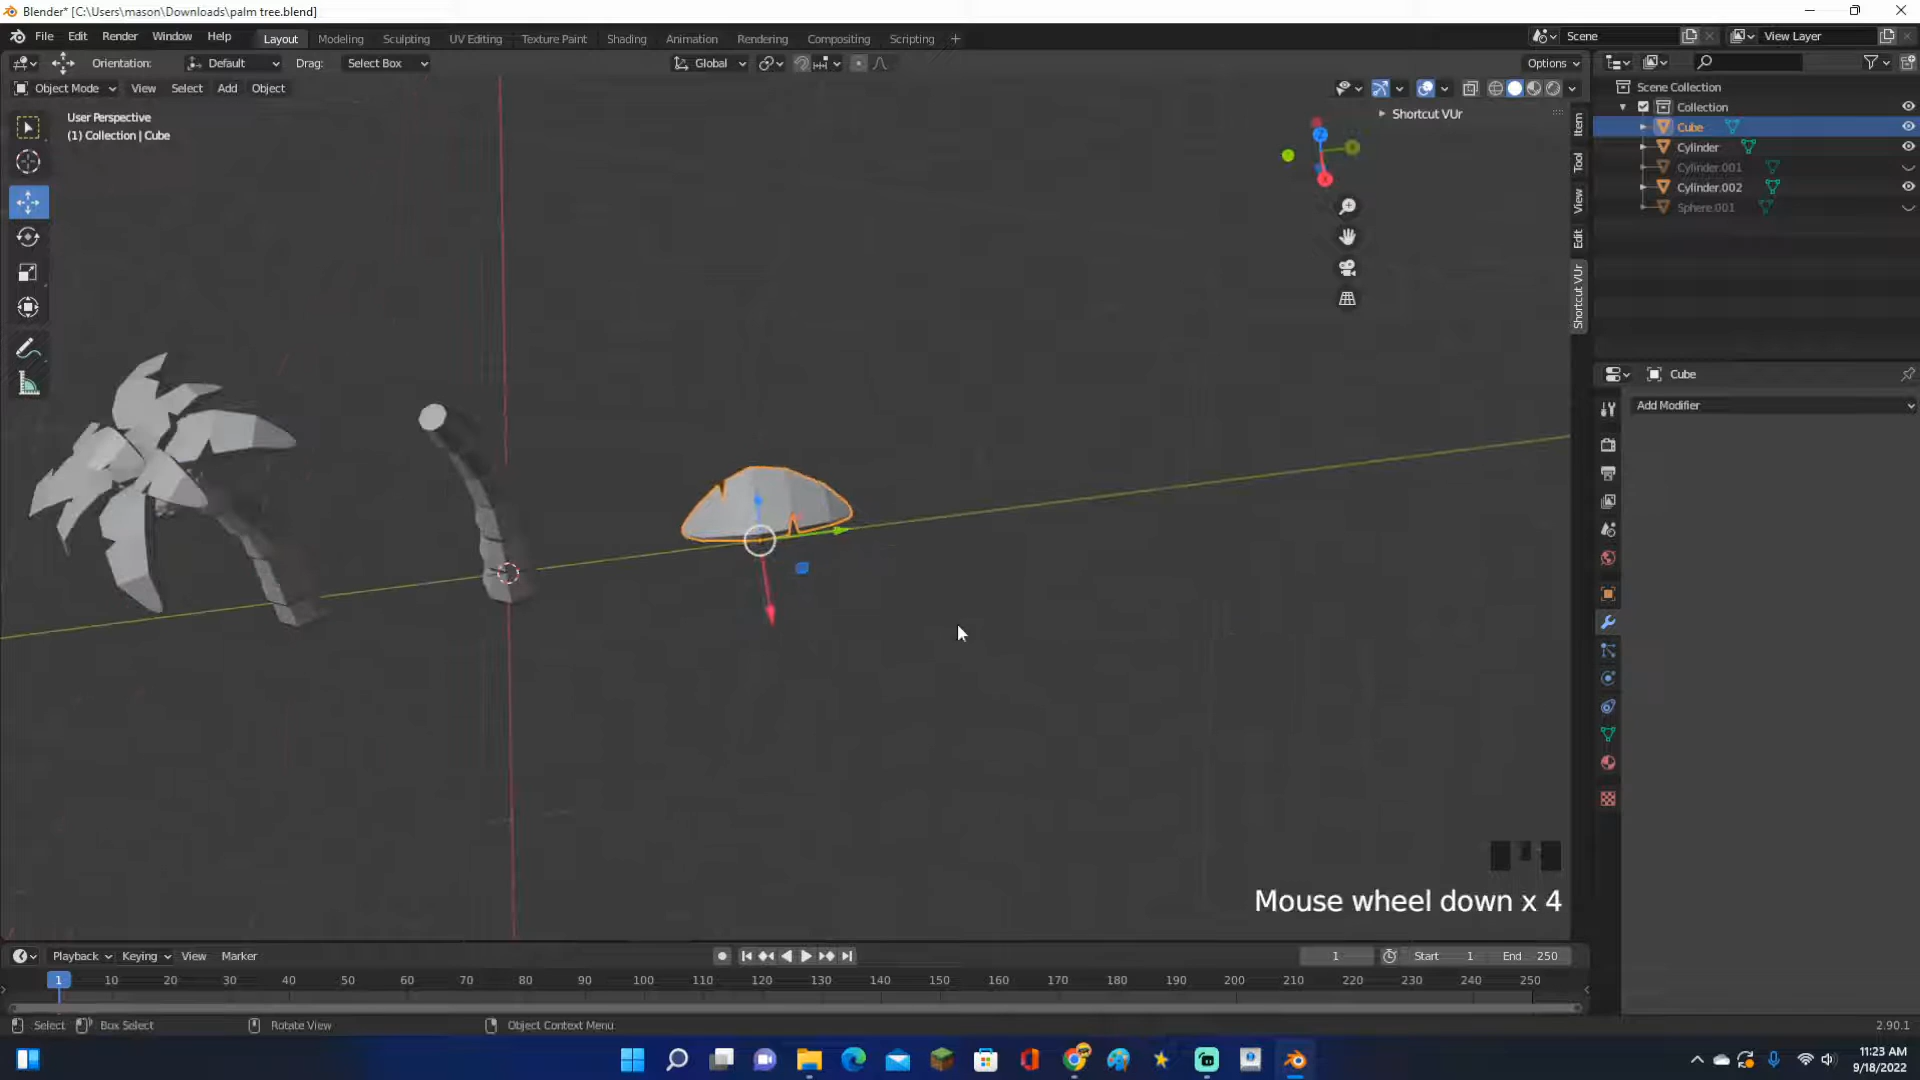 Blender* [C:\Users\mason\Downloads\palm tree.blend]
File Edit Render Window Help Layout Modeling Sculpting UV Editing Texture Paint Shading Animation Rendering Compositing Scripting + Scene View Layer
Orientation: Default Drag: Select Box Global Options
Object Mode View Select Add Object
User Perspective
(1) Collection | Cube
Shortcut VUr
Item
Tool
View
Edit
Shortcut VUr
Scene Collection
Collection
Cube
Cylinder
Cylinder.001
Cylinder.002
Sphere.001
Cube
Add Modifier
Mouse wheel down x 4
Playback Keying View Marker 1 Start 1 End 250
1 10 20 30 40 50 60 70 80 90 100 110 120 130 140 150 160 170 180 190 200 210 220 230 240 250
Select Box Select Rotate View Object Context Menu 2.90.1
11:23 AM
9/18/2022